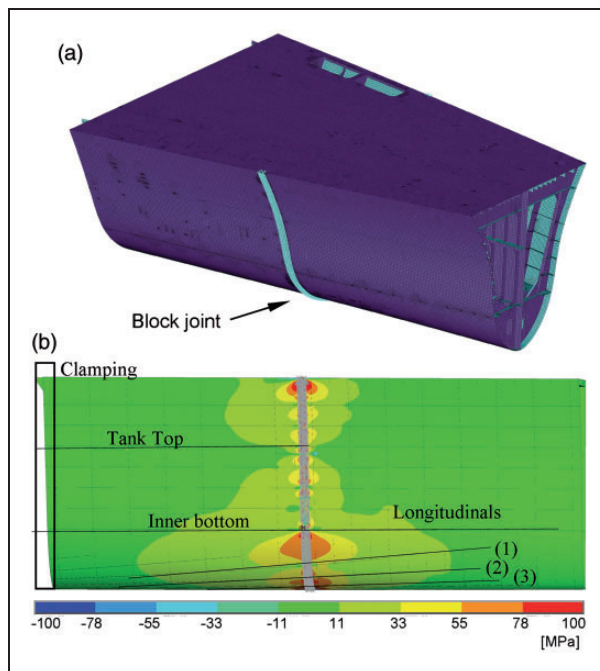 (a)
Block joint
(b)
Clamping
Tank Top
Inner bottom
Longitudinals
(1)
(2)
(3)
-100 -78 -55 -33 -11 11 33 55 78 100
[MPa]